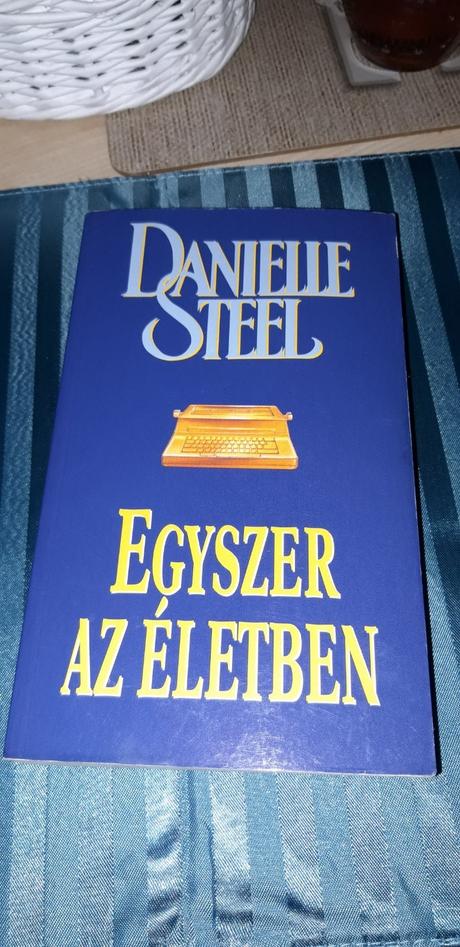 DANIELLE
STEEL
EGYSZER
AZ ÉLETBEN